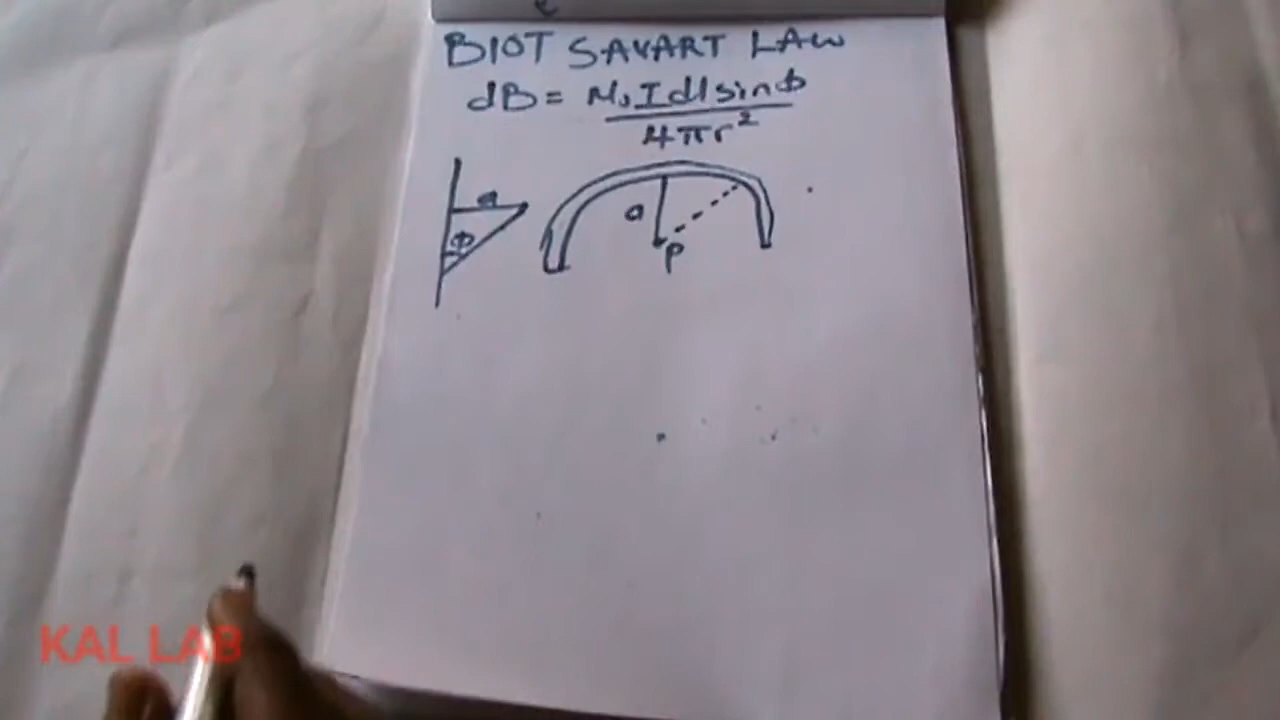 BIOT SAVART LAW
dB = μ₀Idlsinϕ
4πr²
a
ϕ
a
P
KAL LAB